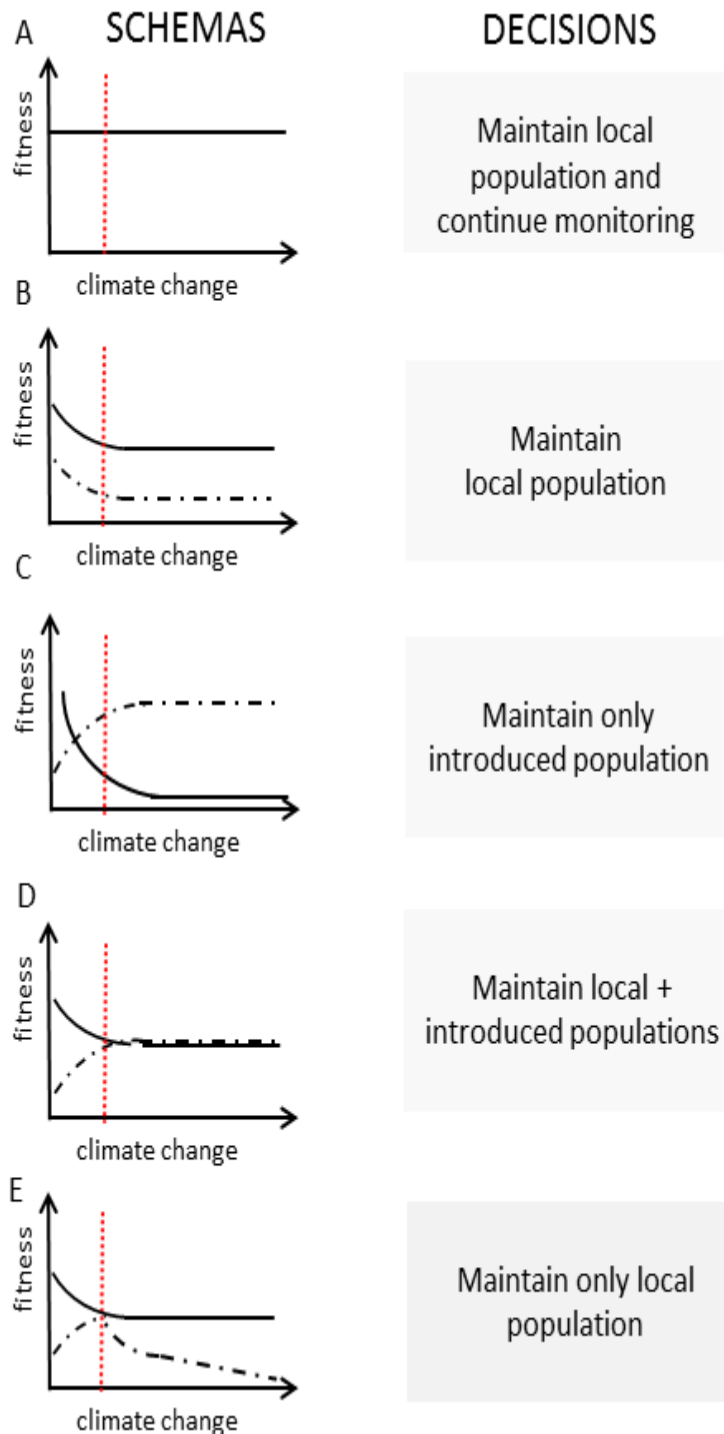 A
SCHEMAS
DECISIONS
fitness
climate change
Maintain local
population and
continue monitoring
B
fitness
climate change
Maintain
local population
C
fitness
climate change
Maintain only
introduced population
D
fitness
climate change
Maintain local +
introduced populations
E
fitness
climate change
Maintain only local
population